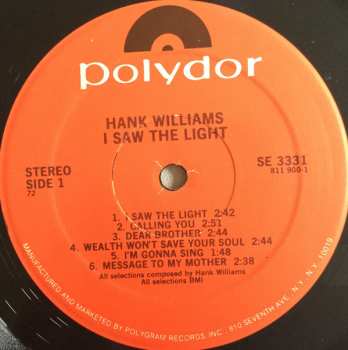 polydor
HANK WILLIAMS
I SAW THE LIGHT
STEREO
SIDE 1
72
SE 3331
811 900-1
1. I SAW THE LIGHT 2:42
2. CALLING YOU 2:51
3. DEAR BROTHER 2:44
4. WEALTH WON'T SAVE YOUR SOUL 2:44
5. I'M GONNA SING 1:48
6. MESSAGE TO MY MOTHER 2:38
All selections composed by Hank Williams
All selections BMI
MANUFACTURED AND MARKETED BY POLYGRAM RECORDS, INC. 810 SEVENTH AVE., N.Y., N.Y. 10019